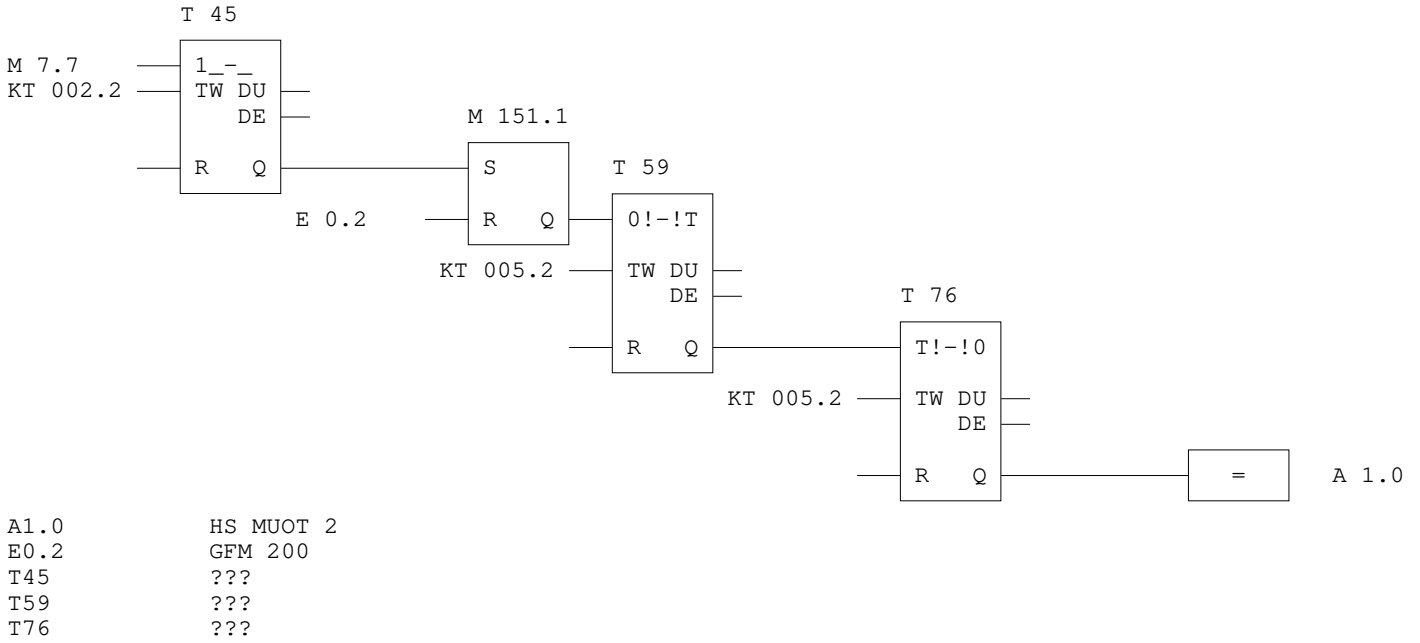 T 45
M 7.7 1_-_
KT 002.2 TW DU
DE
M 151.1
R Q S T 59
E 0.2 R Q 0!-!T
KT 005.2 TW DU
DE T 76
R Q T!-!0
KT 005.2 TW DU
DE
R Q = A 1.0
A1.0 HS MUOT 2
E0.2 GFM 200
T45 ???
T59 ???
T76 ???